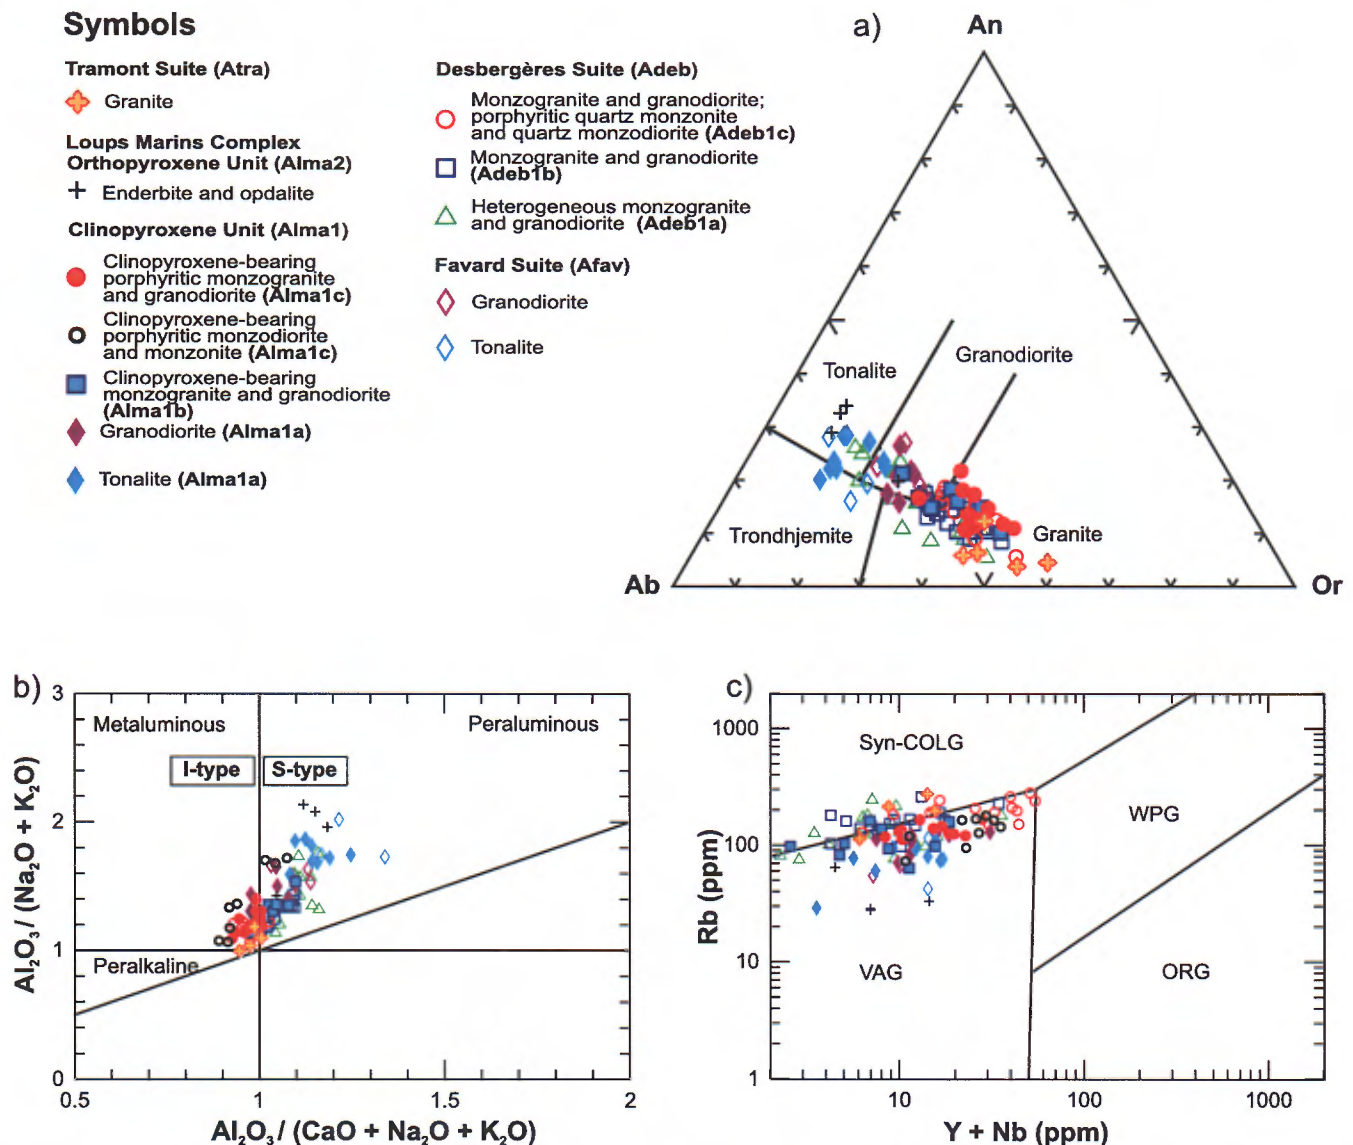 Symbols
Tramont Suite (Atra)
Granite
Loups Marins Complex
Orthopyroxene Unit (Alma2)
Enderbite and opdalite
Clinopyroxene Unit (Alma1)
Clinopyroxene-bearing
porphyritic monzogranite
and granodiorite (Alma1c)
Clinopyroxene-bearing
porphyritic monzodiorite
and monzonite (Alma1c)
Clinopyroxene-bearing
monzogranite and granodiorite
(Alma1b)
Granodiorite (Alma1a)
Tonalite (Alma1a)
Desbergères Suite (Adeb)
Monzogranite and granodiorite;
porphyritic quartz monzonite
and quartz monzodiorite (Adeb1c)
Monzogranite and granodiorite
(Adeb1b)
Heterogeneous monzogranite
and granodiorite (Adeb1a)
Favard Suite (Afav)
Granodiorite
Tonalite
a)
An
Tonalite
Granodiorite
Trondhjemite
Granite
Ab
Or
b)
3
Metaluminous
Peraluminous
I-type
S-type
2
1
Peralkaline
0
0.5
1
1.5
2
Al₂O₃ / (Na₂O + K₂O)
Al₂O₃ / (CaO + Na₂O + K₂O)
c)
1000
Syn-COLG
WPG
100
10
VAG
ORG
1
10
100
1000
Rb (ppm)
Y + Nb (ppm)